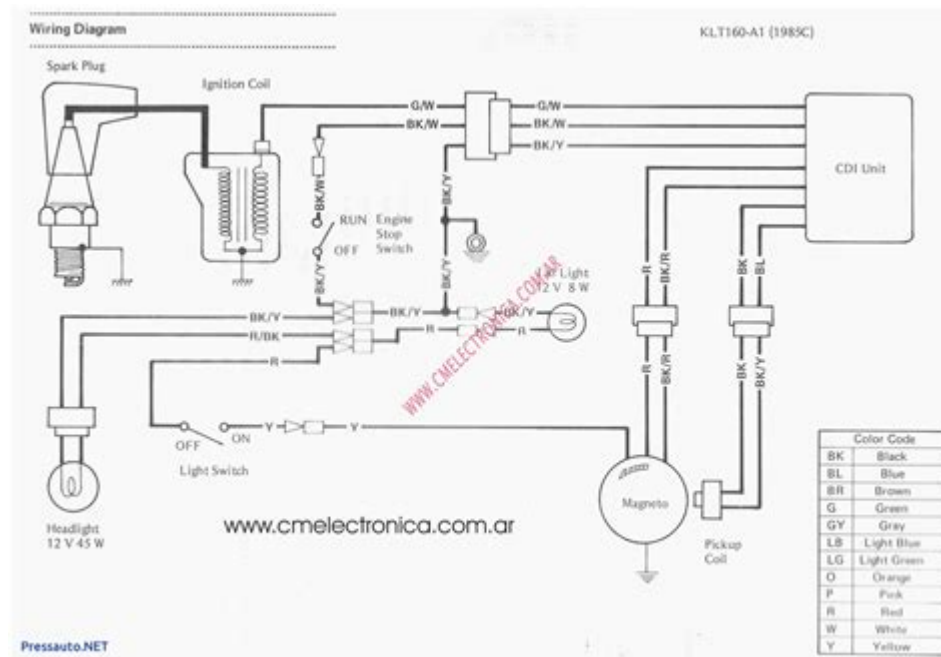 Wiring Diagram
KLT160-A1 (1985C)
Spark Plug
Ignition Coil
G/W
G/W
BK/W
BK/W
BK/Y
CDI Unit
BK/W
BK/Y
RUN Engine
Stop
OFF Switch
R
BK/R
BK
BL
BK/Y
BK/Y
Light
12 V 8 W
BK/Y
BK/Y
BK/Y
R/BK
R
R
R
R
BK/R
BK
BK/Y
WWW.CMELECTRONICA.COM.AR
Y
Y
OFF
ON
Light Switch
Magneto
Pickup
Coil
Headlight
12 V 45 W
www.cmelectronica.com.ar
Color Code
BK Black
BL Blue
BR Brown
G Green
GY Gray
LB Light Blue
LG Light Green
O Orange
P Pink
R Red
W White
Y Yellow
Pressauto.NET